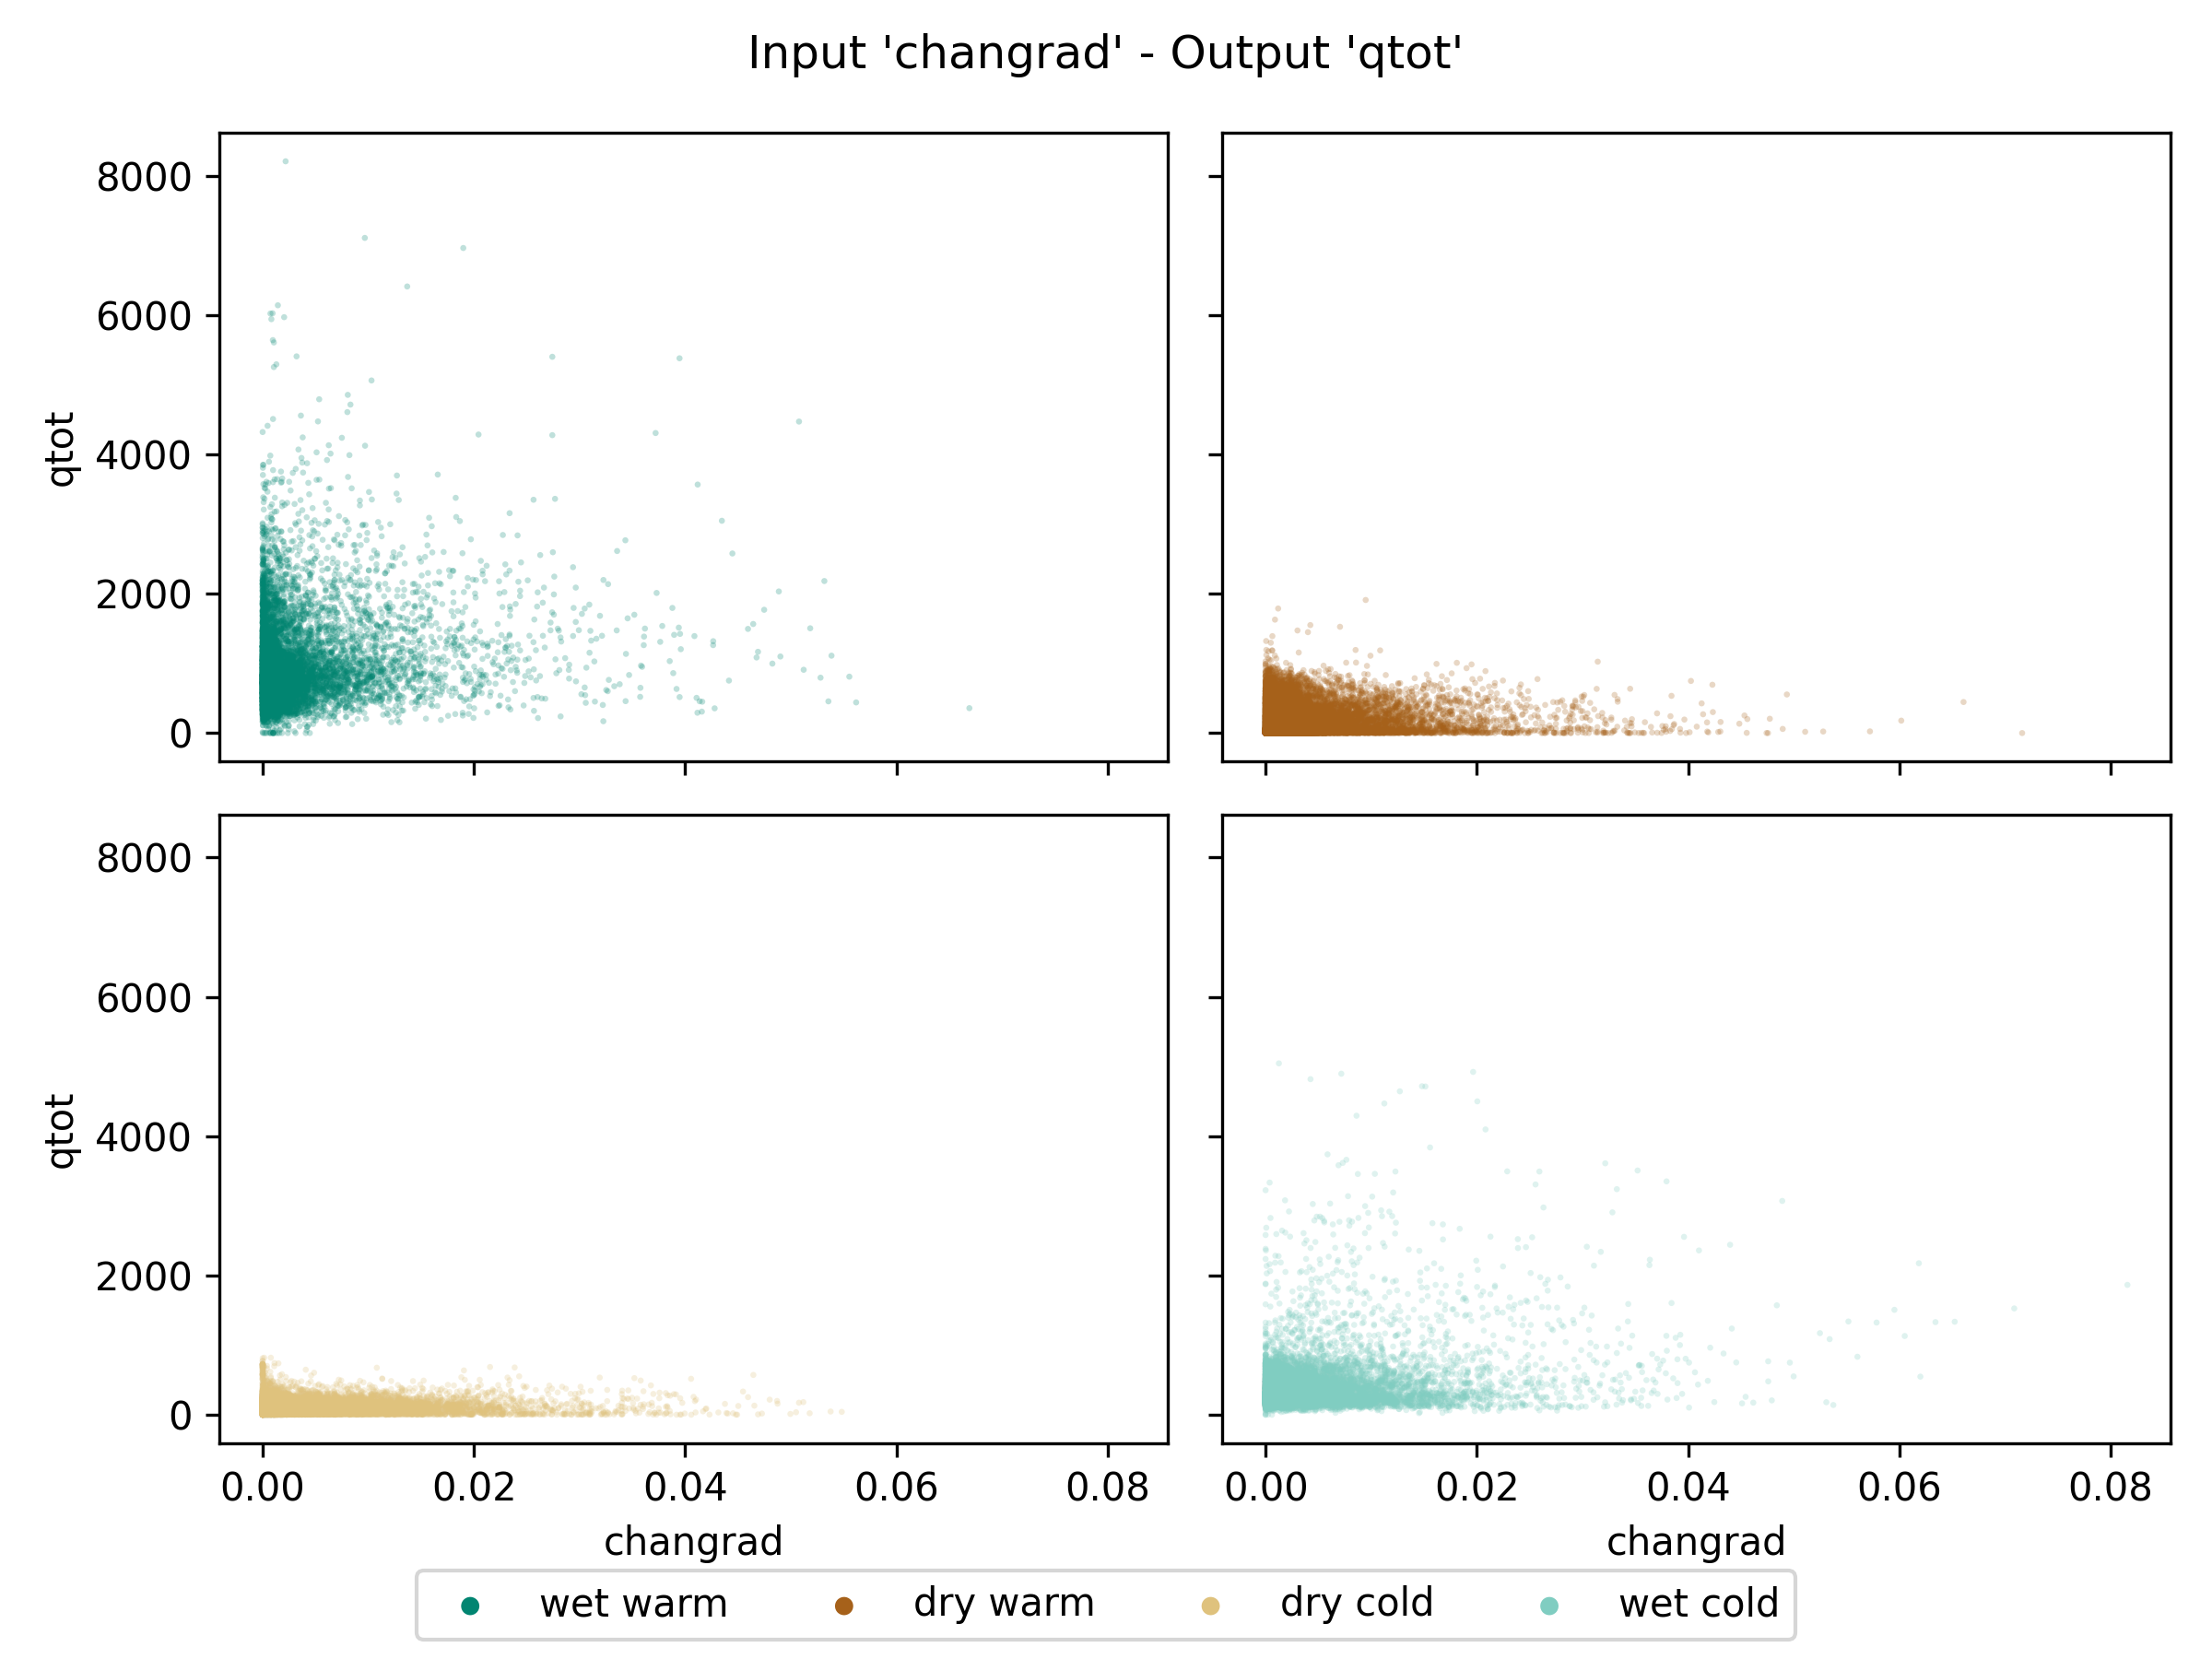 Input 'changrad' - Output 'qtot'
8000
6000
qtot
4000
2000
0
8000
6000
qtot
4000
2000
0
0.00 0.02 0.04 0.06 0.08 0.00 0.02 0.04 0.06 0.08
changrad changrad
wet warm dry warm dry cold wet cold